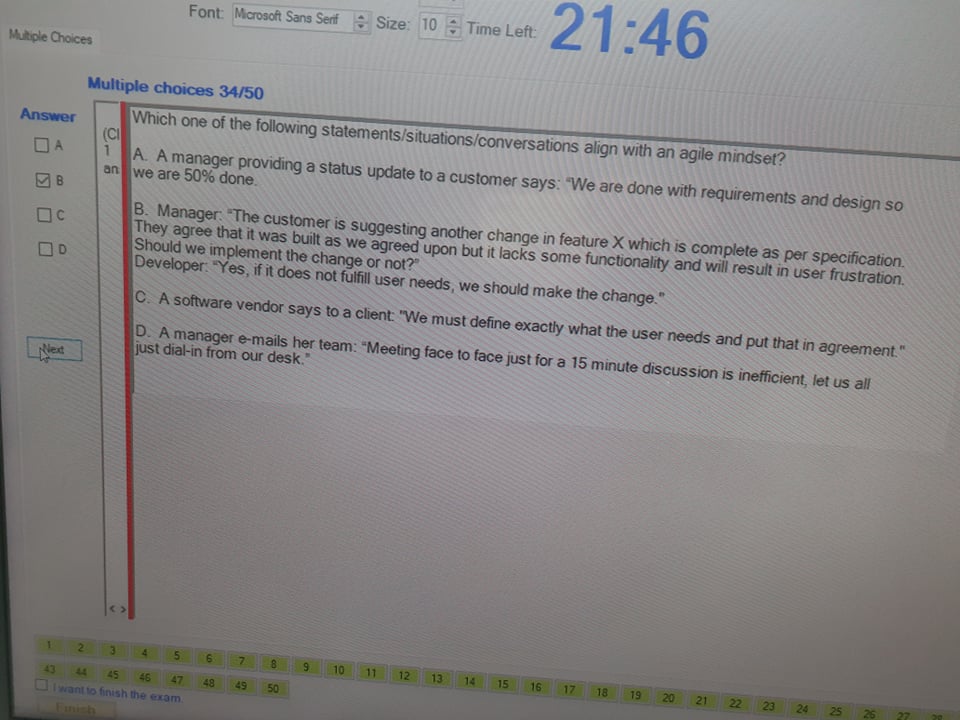 Font: Microsoft Sans Serif Size: 10 Time Left: 21:46
Multiple Choices
Multiple choices 34/50
Answer
A
B
C
D
Next
(Cl
1
an
Which one of the following statements/situations/conversations align with an agile mindset?
A. A manager providing a status update to a customer says: "We are done with requirements and design so
we are 50% done.
B. Manager: "The customer is suggesting another change in feature X which is complete as per specification.
They agree that it was built as we agreed upon but it lacks some functionality and will result in user frustration.
Should we implement the change or not?"
Developer: "Yes, if it does not fulfill user needs, we should make the change."
C. A software vendor says to a client: "We must define exactly what the user needs and put that in agreement."
D. A manager e-mails her team: "Meeting face to face just for a 15 minute discussion is inefficient, let us all
just dial-in from our desk."
< >
1 2 3 4 5 6 7 8 9 10 11 12 13 14 15 16 17 18 19 20 21 22 23 24 25 26 27 28
43 44 45 46 47 48 49 50
I want to finish the exam.
Finish